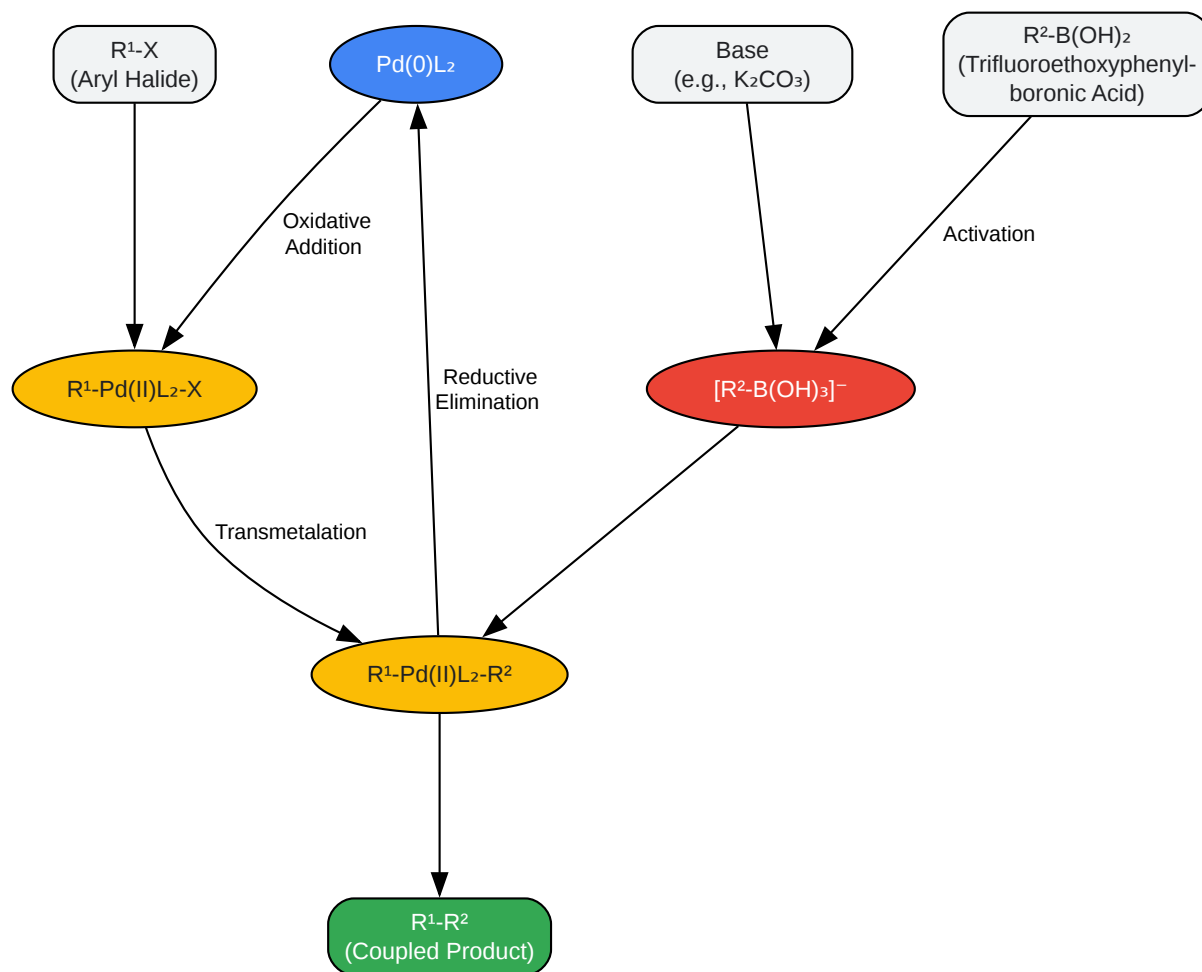 R¹-X
(Aryl Halide)
Pd(0)L₂
Base
(e.g., K₂CO₃)
R²-B(OH)₂
(Trifluoroethoxyphenyl-
boronic Acid)
Oxidative
Addition
Activation
R¹-Pd(II)L₂-X
Reductive
Elimination
[R²-B(OH)₃]⁻
Transmetalation
R¹-Pd(II)L₂-R²
R¹-R²
(Coupled Product)